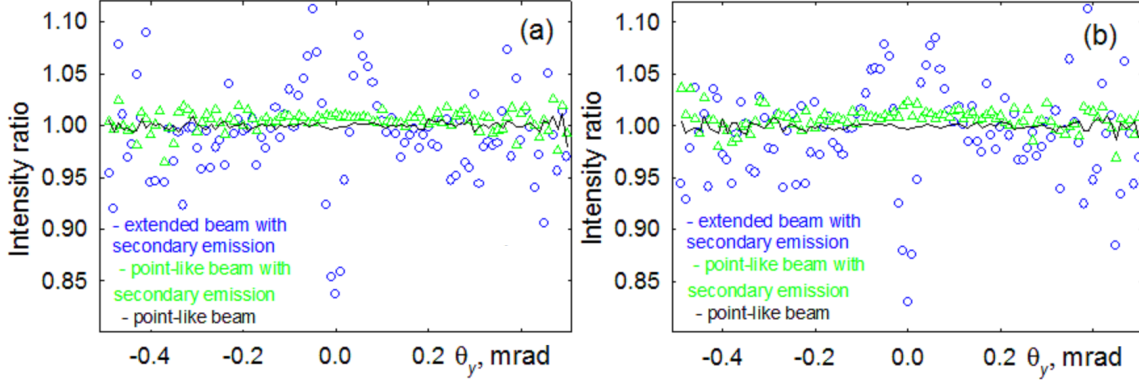 (a)
Intensity ratio
1.10
1.05
1.00
0.95
0.90
0.85
- extended beam with
secondary emission
- point-like beam with
secondary emission
- point-like beam
-0.4 -0.2 0.0 0.2 θy, mrad
(b)
Intensity ratio
1.10
1.05
1.00
0.95
0.90
0.85
- extended beam with
secondary emission
- point-like beam with
secondary emission
- point-like beam
-0.4 -0.2 0.0 0.2 θy, mrad